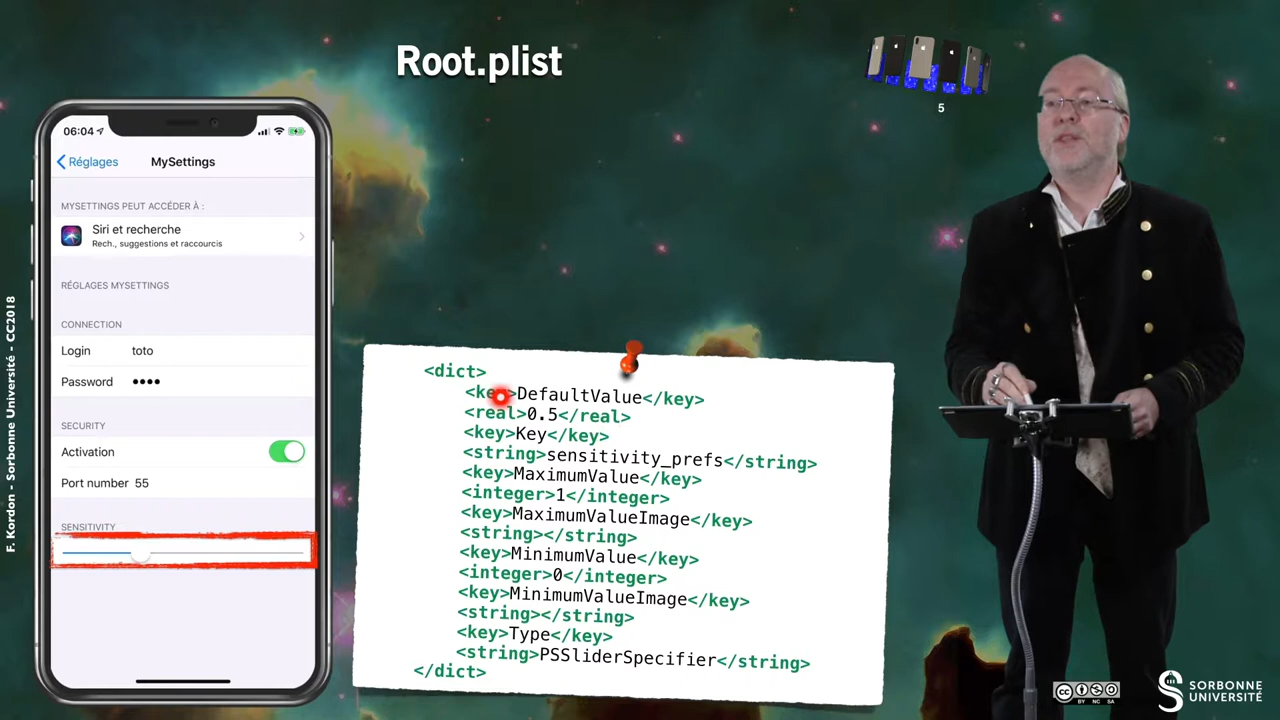 Root.plist
5
06:04
Réglages
MySettings
MYSETTINGS PEUT ACCÉDER À :
Siri et recherche
Rech., suggestions et raccourcis
RÉGLAGES MYSETTINGS
CONNECTION
Login toto
Password ••••
SECURITY
Activation
Port number 55
SENSITIVITY
<dict>
<key>DefaultValue</key>
<real>0.5</real>
<key>Key</key>
<string>sensitivity_prefs</string>
<key>MaximumValue</key>
<integer>1</integer>
<key>MaximumValueImage</key>
<string></string>
<key>MinimumValue</key>
<integer>0</integer>
<key>MinimumValueImage</key>
<string></string>
<key>Type</key>
<string>PSSliderSpecifier</string>
</dict>
F. Kordon - Sorbonne Université - CC2018
cc
BY NC SA
SORBONNE
UNIVERSITÉ